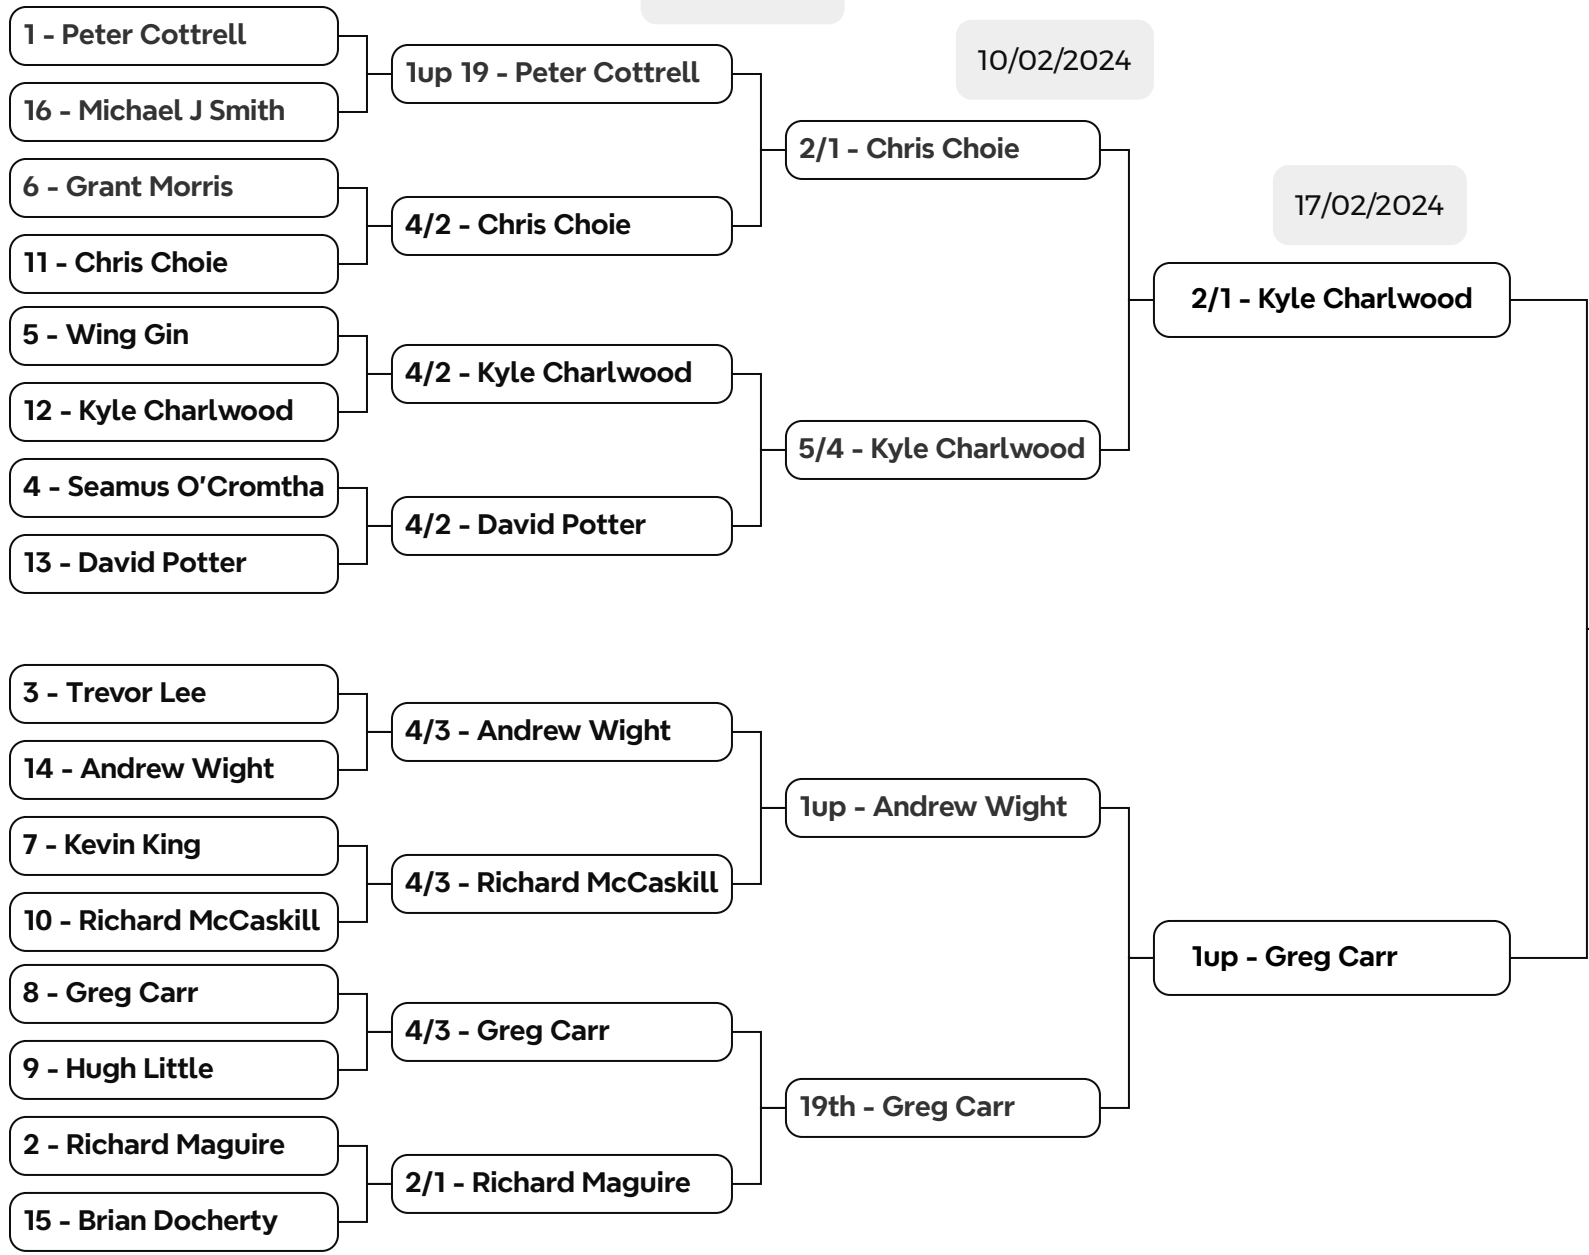 1 - Peter Cottrell
16 - Michael J Smith
6 - Grant Morris
11 - Chris Choie
5 - Wing Gin
12 - Kyle Charlwood
4 - Seamus O'Cromtha
13 - David Potter
3 - Trevor Lee
14 - Andrew Wight
7 - Kevin King
10 - Richard McCaskill
8 - Greg Carr
9 - Hugh Little
2 - Richard Maguire
15 - Brian Docherty
1up 19 - Peter Cottrell
4/2 - Chris Choie
4/2 - Kyle Charlwood
4/2 - David Potter
4/3 - Andrew Wight
4/3 - Richard McCaskill
4/3 - Greg Carr
2/1 - Richard Maguire
10/02/2024
2/1 - Chris Choie
5/4 - Kyle Charlwood
1up - Andrew Wight
19th - Greg Carr
17/02/2024
2/1 - Kyle Charlwood
1up - Greg Carr